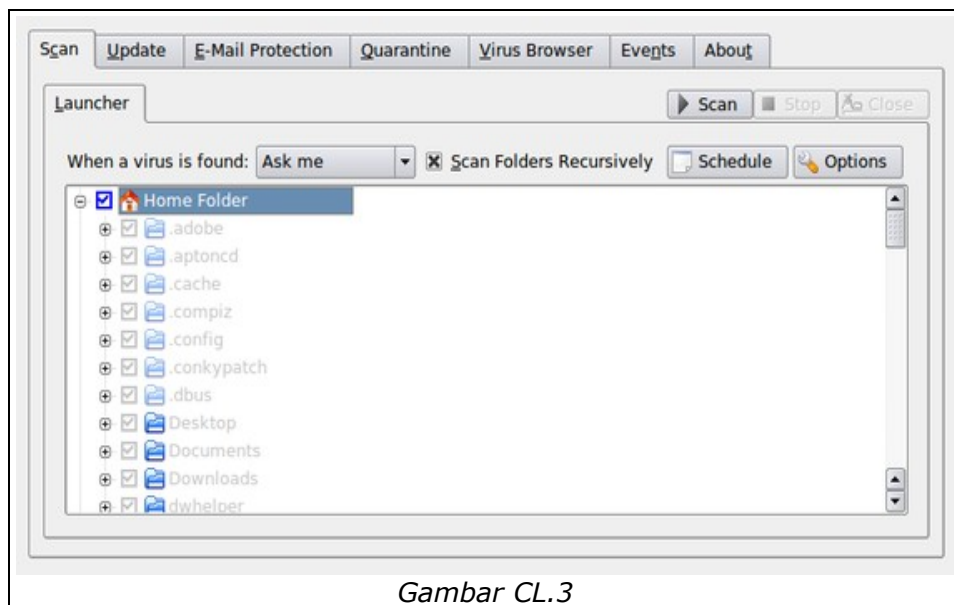 Scan Update E-Mail Protection Quarantine Virus Browser Events About
Launcher Scan Stop Close
When a virus is found: Ask me Scan Folders Recursively Schedule Options
Home Folder
.adobe
.aptoncd
.cache
.compiz
.config
.conkypatch
.dbus
Desktop
Documents
Downloads
dwhelper
Gambar CL.3